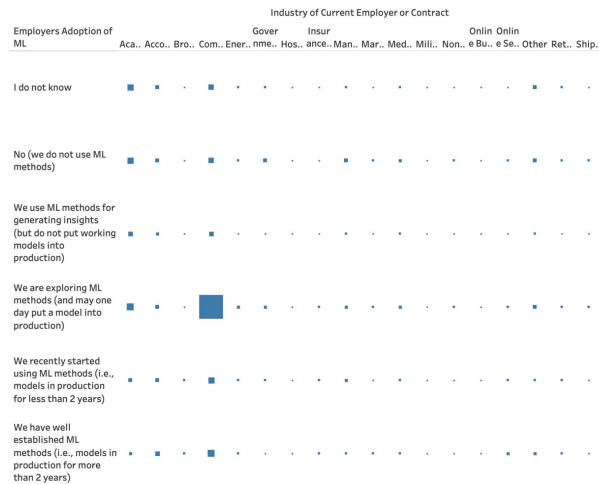 Industry of Current Employer or Contract
Employers Adoption of
ML
Aca.. Acco.. Bro.. Com.. Ener.. Gover nme.. Hos.. Insur ance.. Man.. Mar.. Med.. Mili.. Non.. Onlin e Bu.. Onlin e Se.. Other Ret.. Ship.
I do not know
No (we do not use ML
methods)
We use ML methods for
generating insights
(but do not put working
models into
production)
We are exploring ML
methods (and may one
day put a model into
production)
We recently started
using ML methods (i.e.,
models in production
for less than 2 years)
We have well
established ML
methods (i.e., models in
production for more
than 2 years)